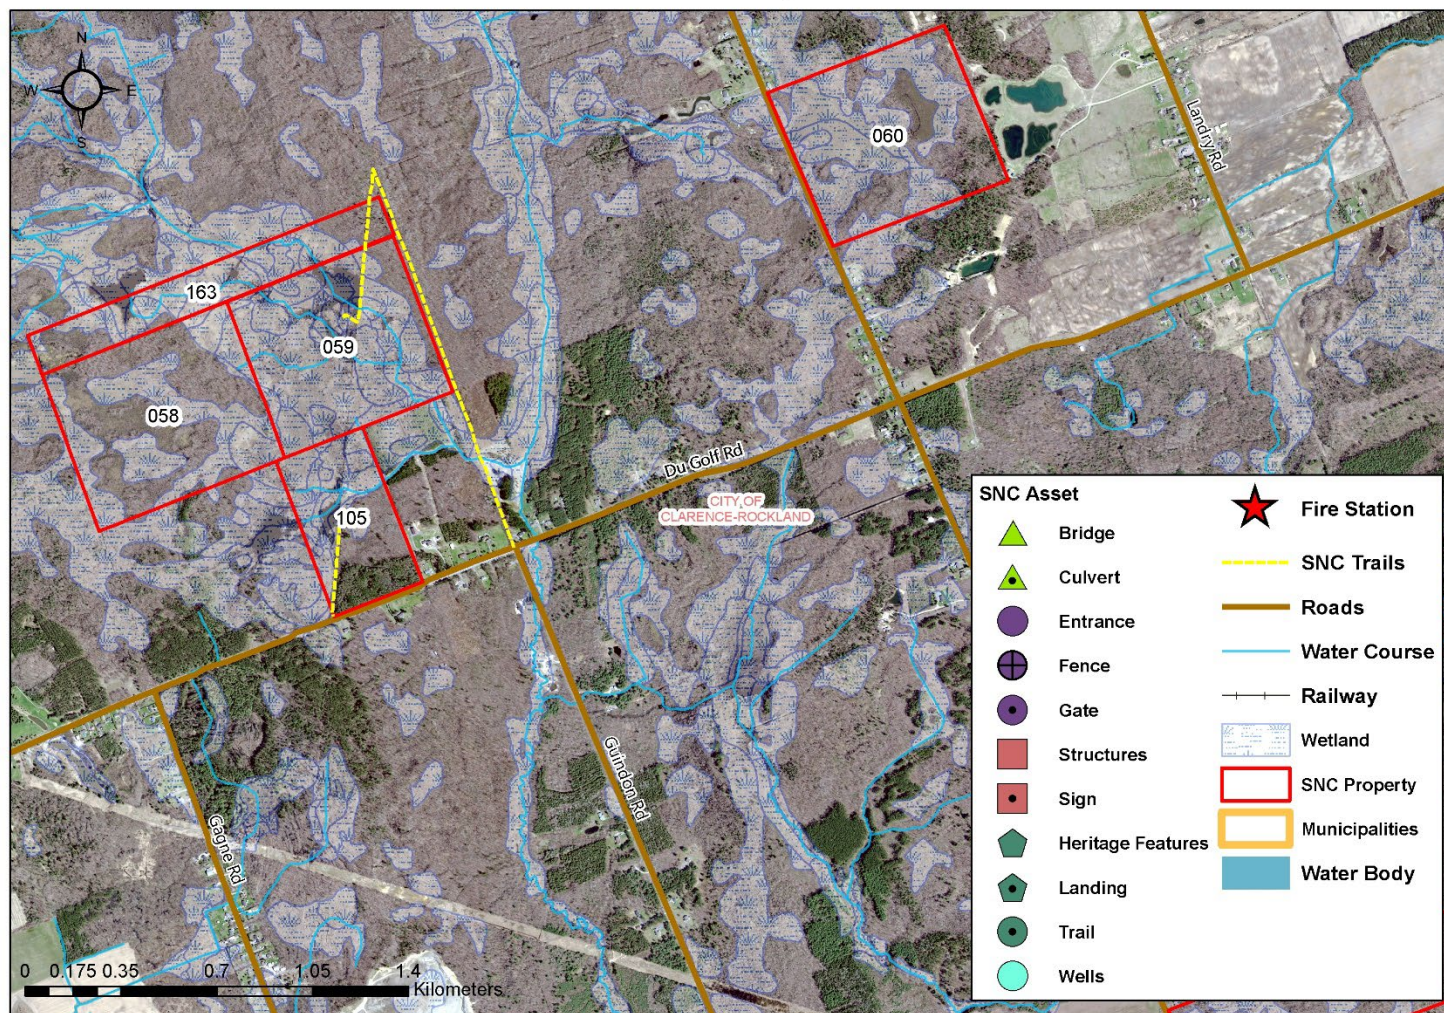 N
W E
S
060
Landry Rd
163
059
058
105
Du Golf Rd
CITY OF
CLARENCE-ROCKLAND
Guindon Rd
Gagne Rd
0 0.175 0.35 0.7 1.05 1.4
Kilometers
SNC Asset
Bridge
Culvert
Entrance
Fence
Gate
Structures
Sign
Heritage Features
Landing
Trail
Wells
Fire Station
SNC Trails
Roads
Water Course
Railway
Wetland
SNC Property
Municipalities
Water Body